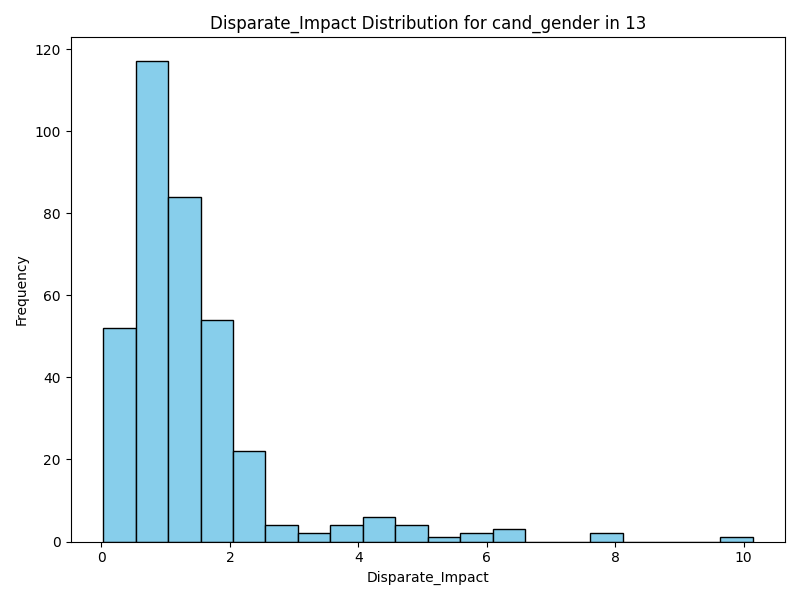 Disparate_Impact Distribution for cand_gender in 13
120
100
80
60
40
20
0
Frequency
0 2 4 6 8 10
Disparate_Impact